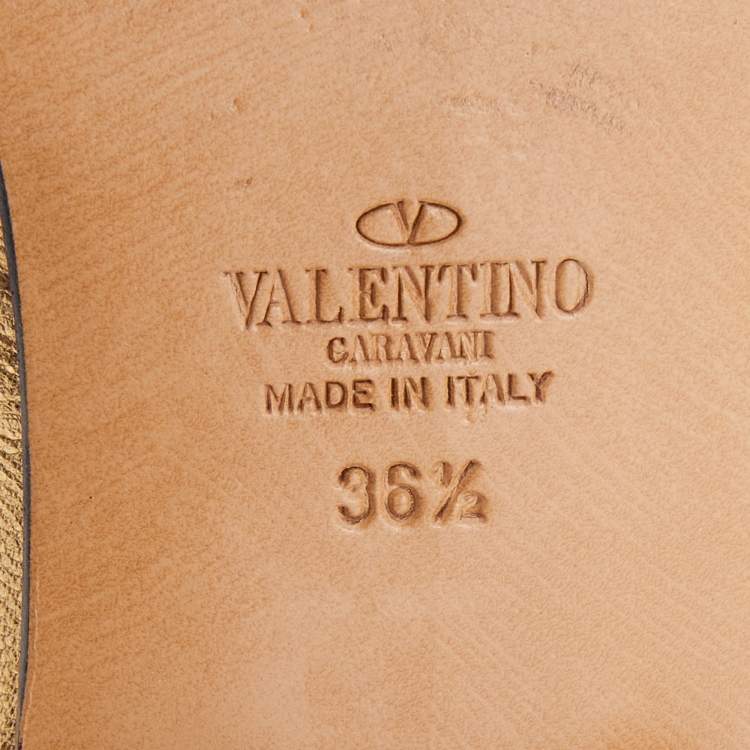 V
VALENTINO
GARAVANI
MADE IN ITALY
36½